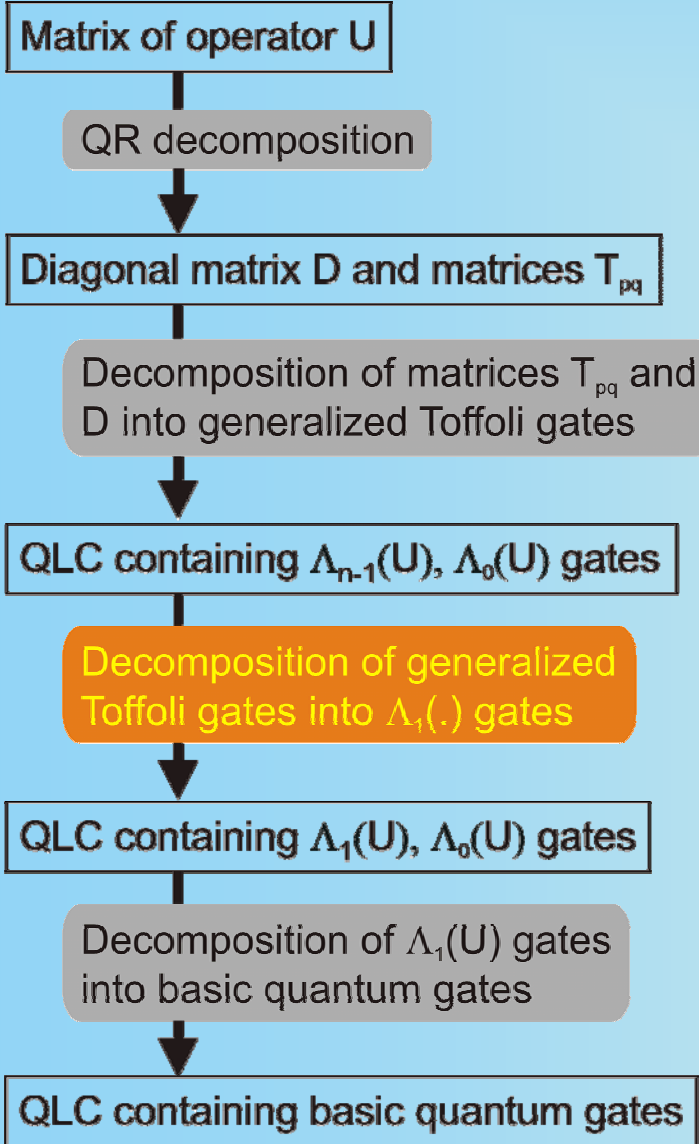 Matrix of operator U
QR decomposition
Diagonal matrix D and matrices Tpq
Decomposition of matrices Tpq and
D into generalized Toffoli gates
QLC containing Λn-1(U), Λ0(U) gates
Decomposition of generalized
Toffoli gates into Λ1(.) gates
QLC containing Λ1(U), Λ0(U) gates
Decomposition of Λ1(U) gates
into basic quantum gates
QLC containing basic quantum gates